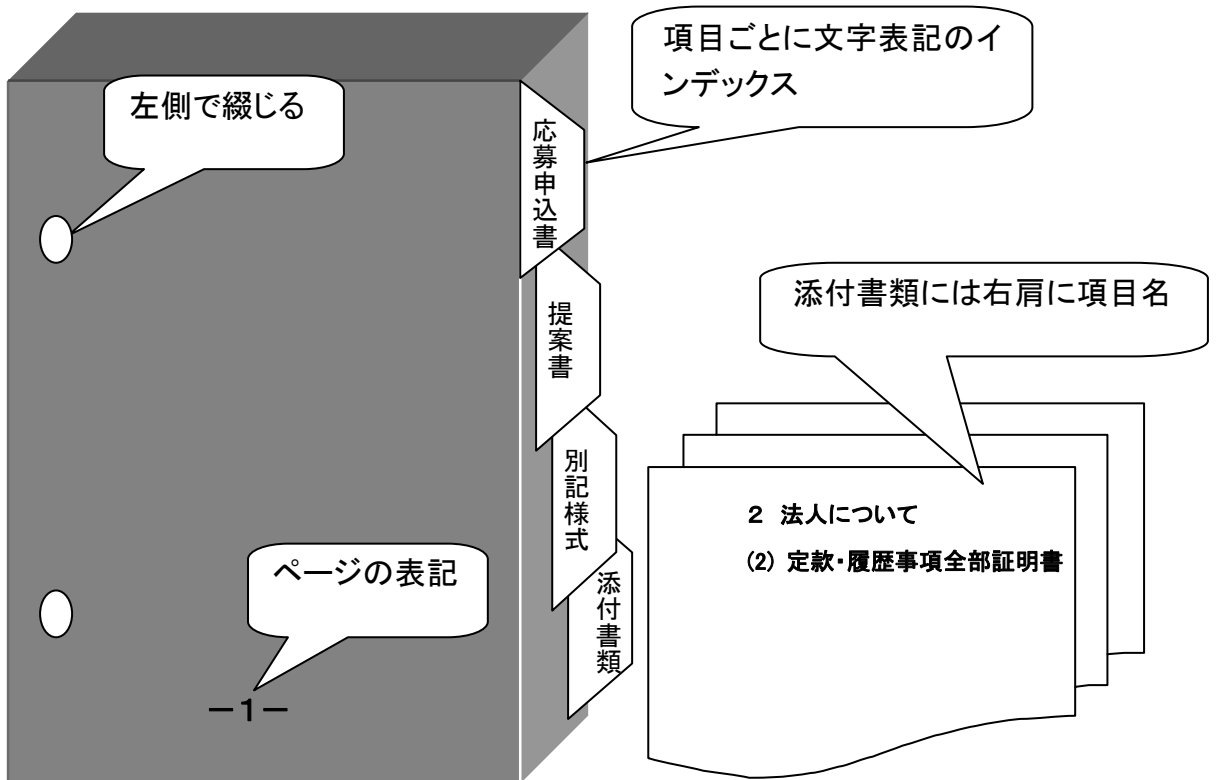 項目ごとに文字表記のイ
ンデックス
左側で綴じる
応募申込書
提案書
別記様式
添付書類
添付書類には右肩に項目名
2 法人について
(2) 定款・履歴事項全部証明書
ページの表記
－1－